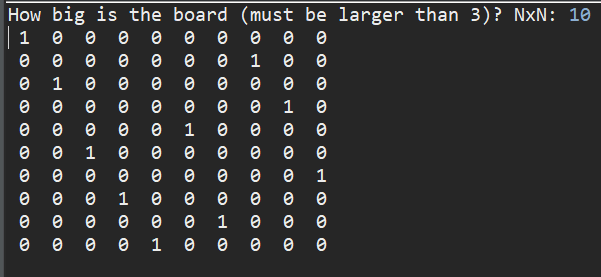 How big is the board (must be larger than 3)? NxN: 10
1 0 0 0 0 0 0 0 0 0
0 0 0 0 0 0 0 1 0 0
0 1 0 0 0 0 0 0 0 0
0 0 0 0 0 0 0 0 1 0
0 0 0 0 0 1 0 0 0 0
0 0 1 0 0 0 0 0 0 0
0 0 0 0 0 0 0 0 0 1
0 0 0 1 0 0 0 0 0 0
0 0 0 0 0 0 1 0 0 0
0 0 0 0 1 0 0 0 0 0